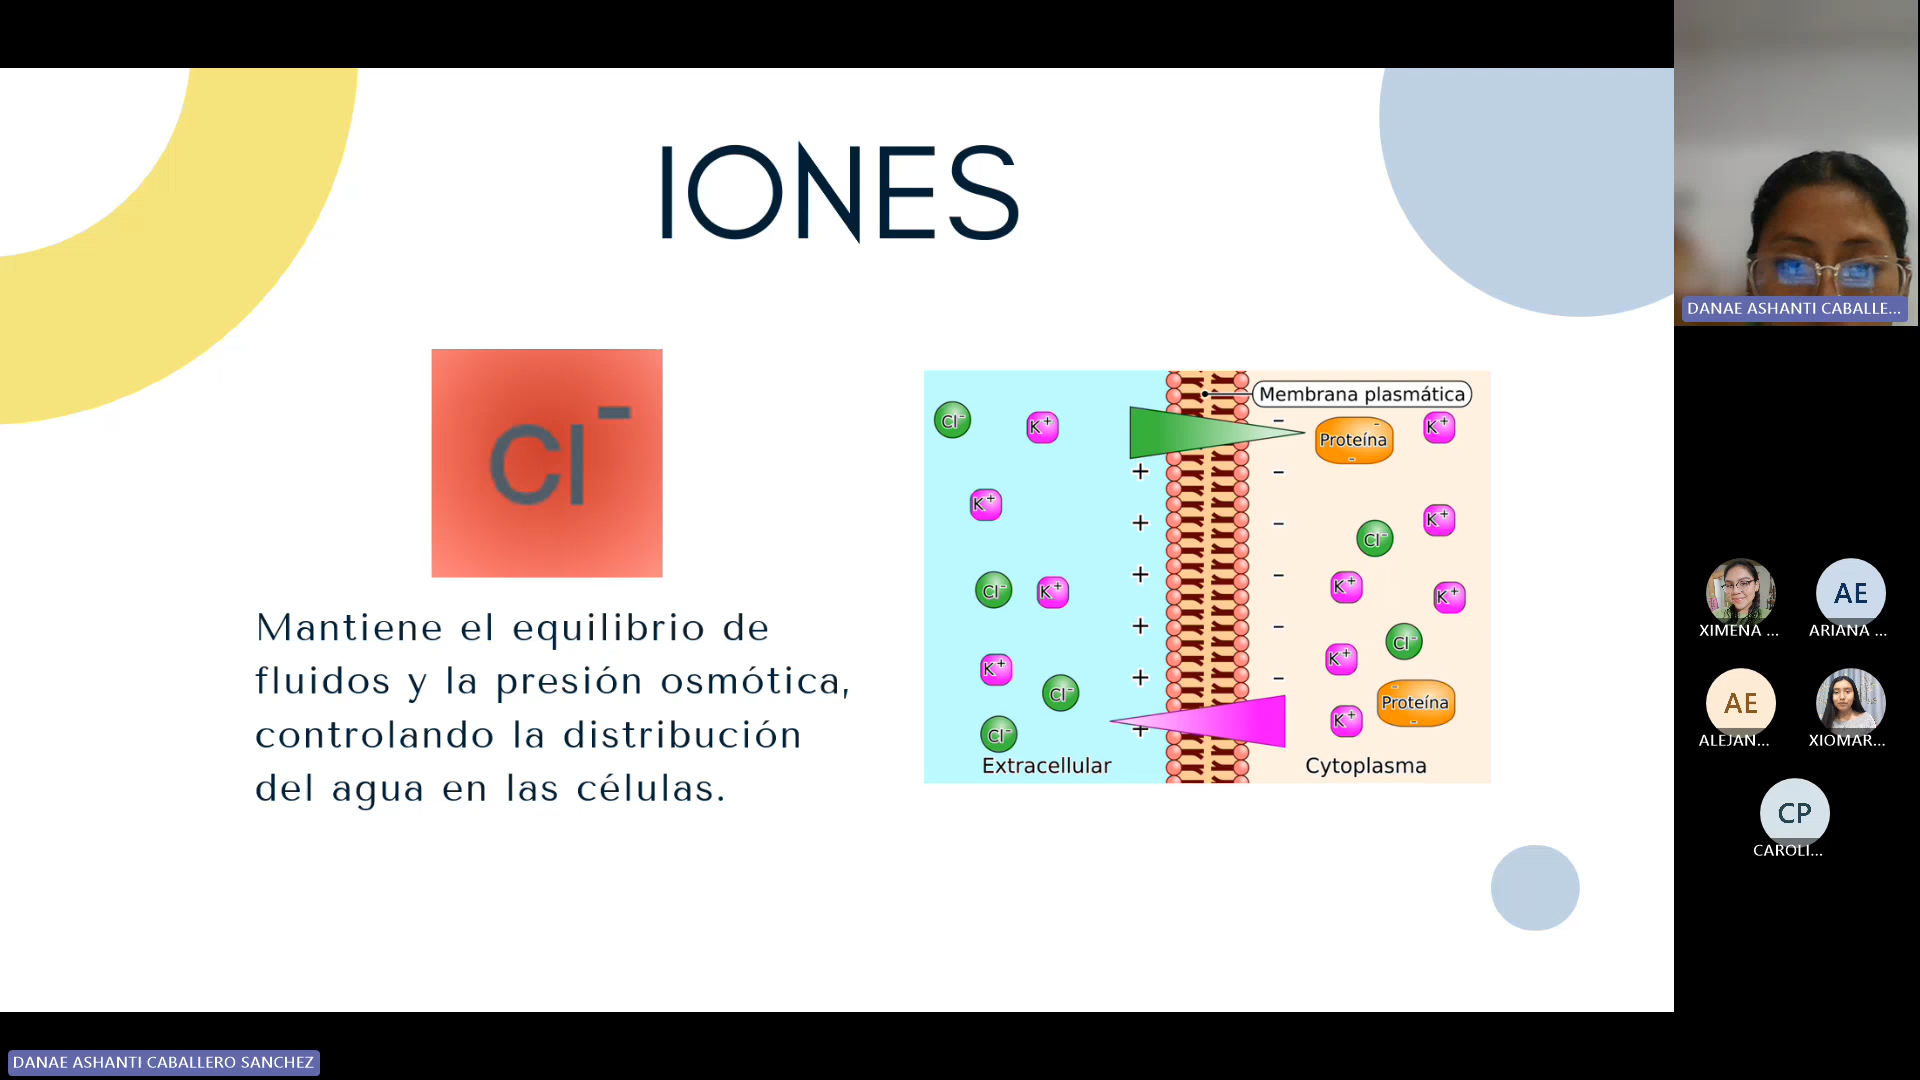 IONES
Cl⁻
Mantiene el equilibrio de
fluidos y la presión osmótica,
controlando la distribución
del agua en las células.
Membrana plasmática
Cl⁻
K⁺
Proteína
K⁺
K⁺
K⁺
Cl⁻
Cl⁻
K⁺
K⁺
K⁺
Cl⁻
K⁺
K⁺
Cl⁻
Proteína
K⁺
Cl⁻
Extracellular
Cytoplasma
DANAE ASHANTI CABALLE...
XIMENA ...
AE
ARIANA ...
AE
ALEJAN...
XIOMAR...
CP
CAROLI...
DANAE ASHANTI CABALLERO SANCHEZ